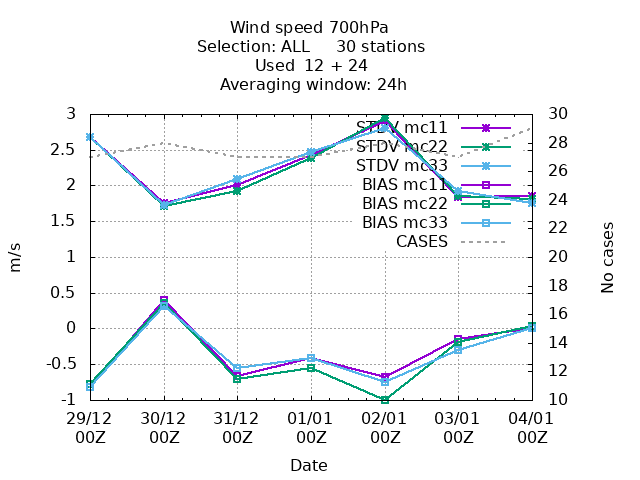 Wind speed 700hPa
Selection: ALL     30 stations
Used  12 + 24
Averaging window: 24h
3
2.5
2
1.5
1
0.5
0
-0.5
-1
m/s
30
28
26
24
22
20
18
16
14
12
10
No cases
STDV mc11
STDV mc22
STDV mc33
BIAS mc11
BIAS mc22
BIAS mc33
CASES
29/12 30/12 31/12 01/01 02/01 03/01 04/01
00Z 00Z 00Z 00Z 00Z 00Z 00Z
Date